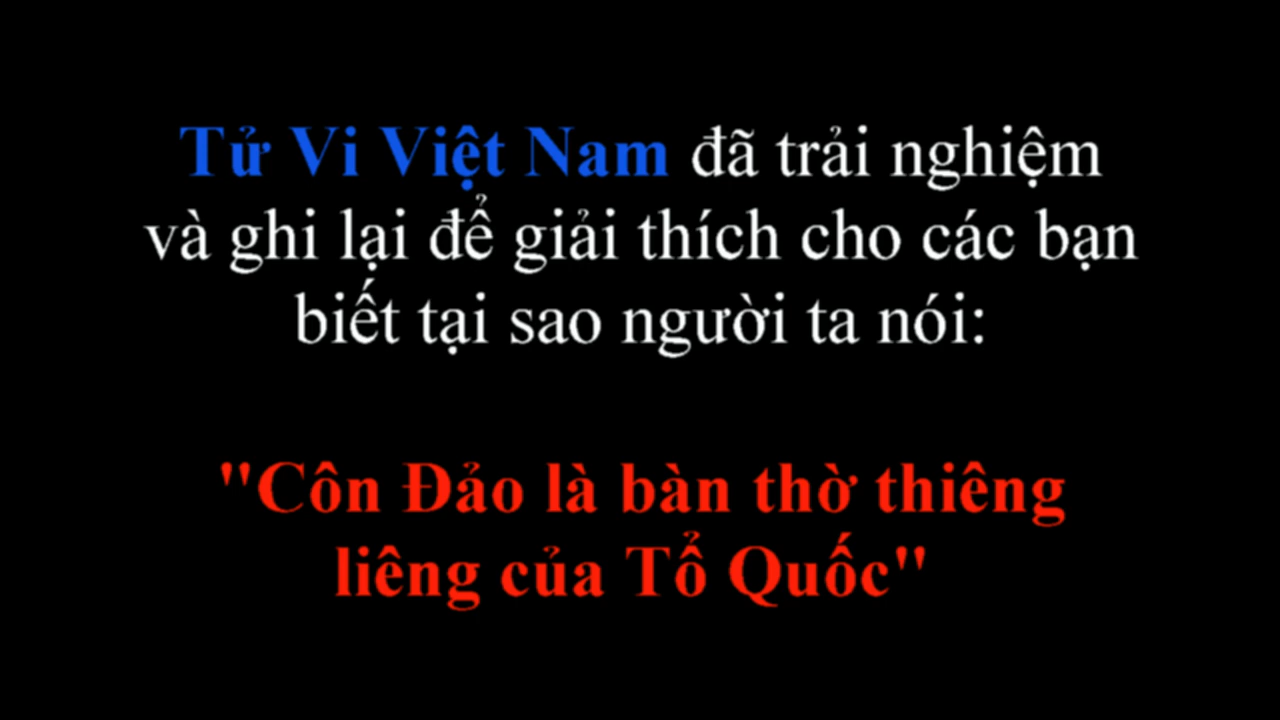 Tử Vi Việt Nam đã trải nghiệm
và ghi lại để giải thích cho các bạn
biết tại sao người ta nói:
"Côn Đảo là bàn thờ thiêng
liêng của Tổ Quốc"